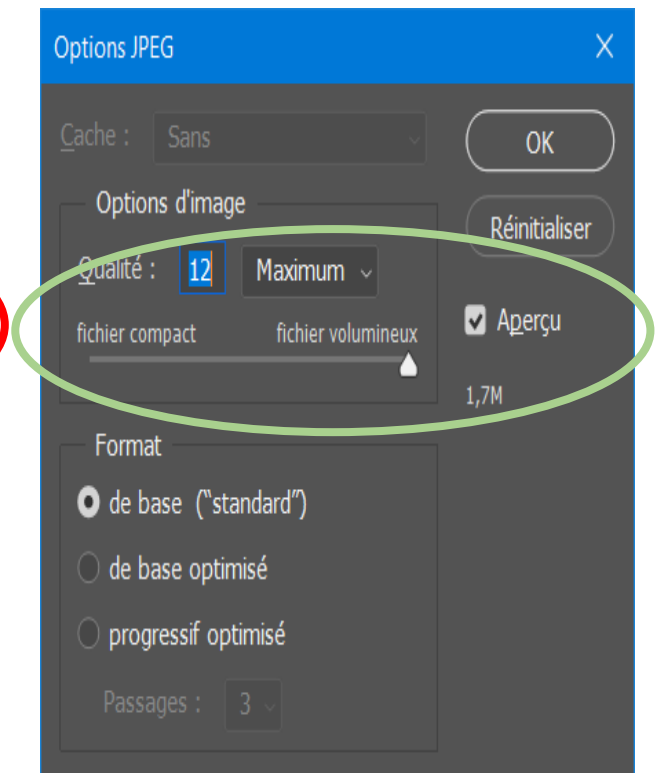 Options JPEG
Cache : Sans
OK
Options d'image
Réinitialiser
Qualité : 12 Maximum
Aperçu
fichier compact fichier volumineux
1,7M
Format
de base ("standard")
de base optimisé
progressif optimisé
Passages : 3